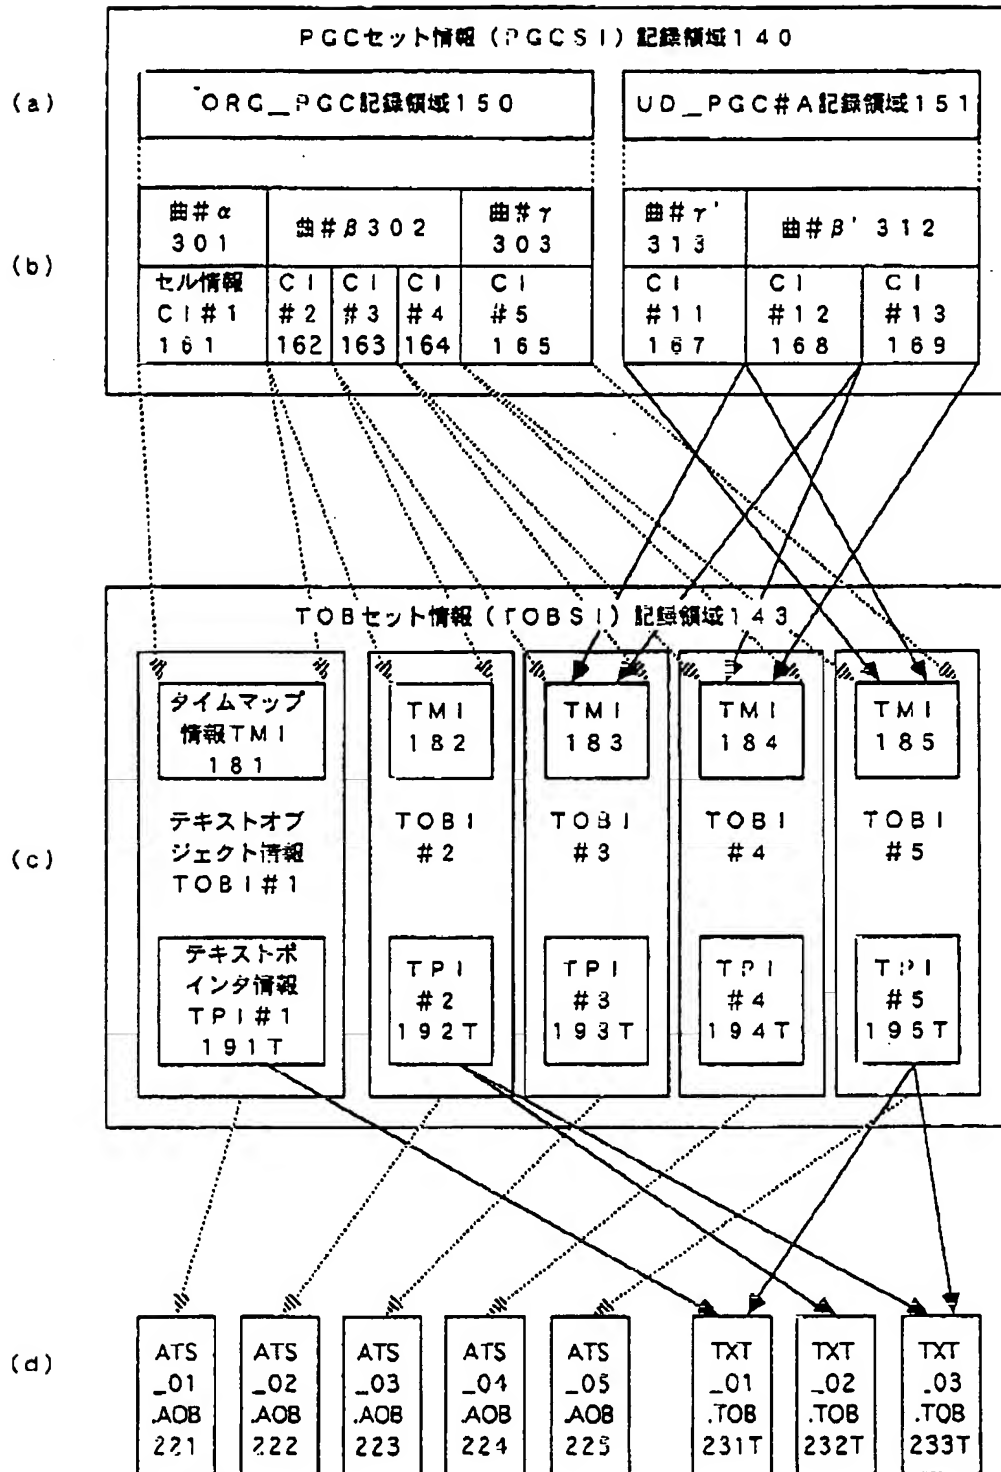 PGCセット情報（PGCSI）記録領域140
(a)
ORG_PGC記録領域150
UD_PGC#A記録領域151
(b)
曲#α
301
曲#β302
曲#γ
303
曲#γ'
313
曲#β'312
セル情報
CI#1
161
CI
#2
162
CI
#3
163
CI
#4
164
CI
#5
165
CI
#11
167
CI
#12
168
CI
#13
169
TOBセット情報（TOBSI）記録領域143
(c)
タイムマップ
情報TMI
181
TMI
182
TMI
183
TMI
184
TMI
185
テキストオブ
ジェクト情報
TOBI#1
TOBI
#2
TOBI
#3
TOBI
#4
TOBI
#5
テキストポ
インタ情報
TPI#1
191T
TPI
#2
192T
TPI
#3
193T
TPI
#4
194T
TPI
#5
195T
(d)
ATS
_01
.AOB
221
ATS
_02
.AOB
222
ATS
_03
.AOB
223
ATS
_04
.AOB
224
ATS
_05
.AOB
225
TXT
_01
.TOB
231T
TXT
_02
.TOB
232T
TXT
_03
.TOB
233T